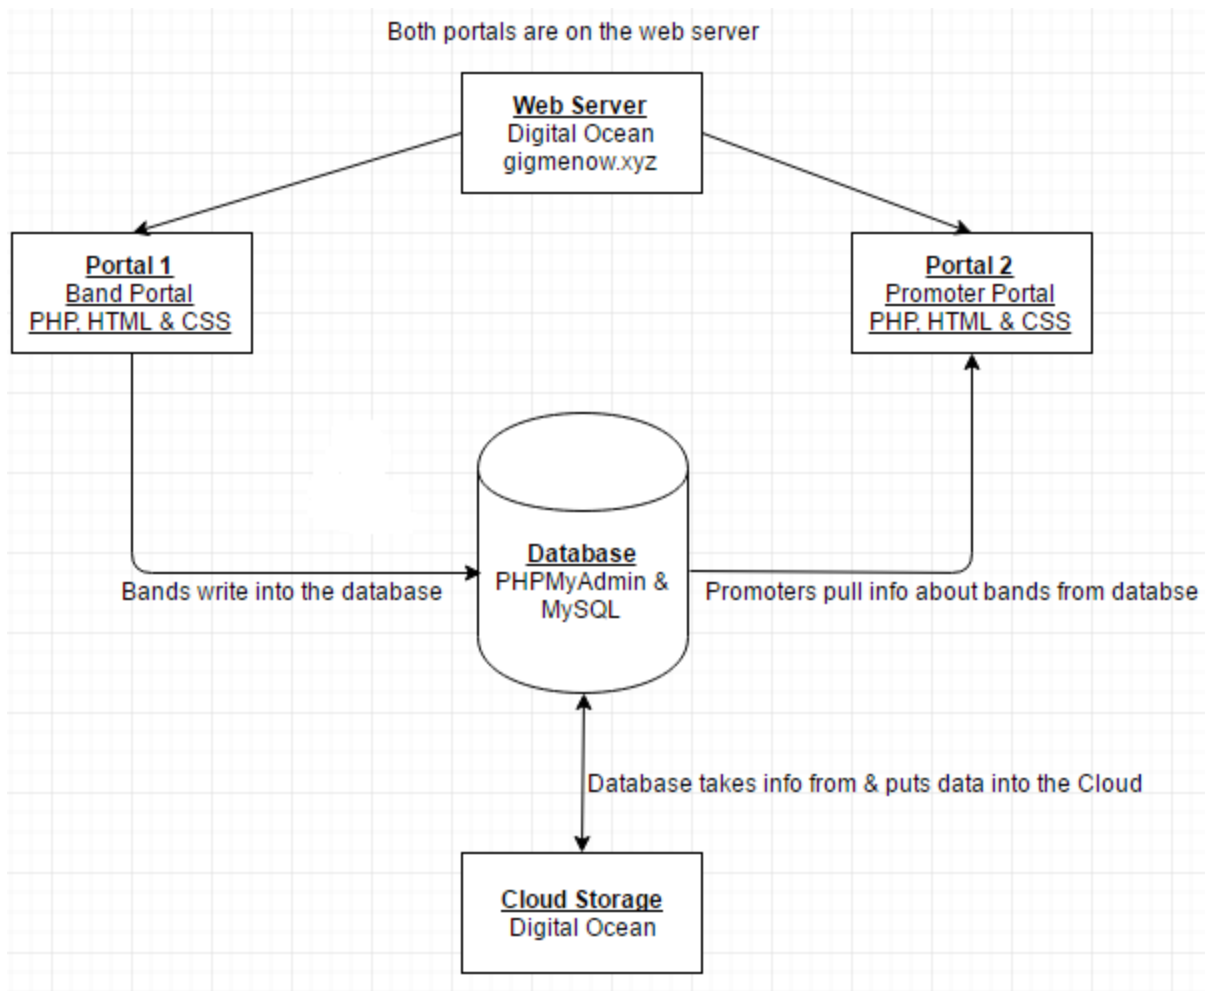 Both portals are on the web server
Web Server
Digital Ocean
gigmenow.xyz
Portal 1
Band Portal
PHP, HTML & CSS
Portal 2
Promoter Portal
PHP, HTML & CSS
Database
PHPMyAdmin &
MySQL
Bands write into the database
Promoters pull info about bands from databse
Database takes info from & puts data into the Cloud
Cloud Storage
Digital Ocean